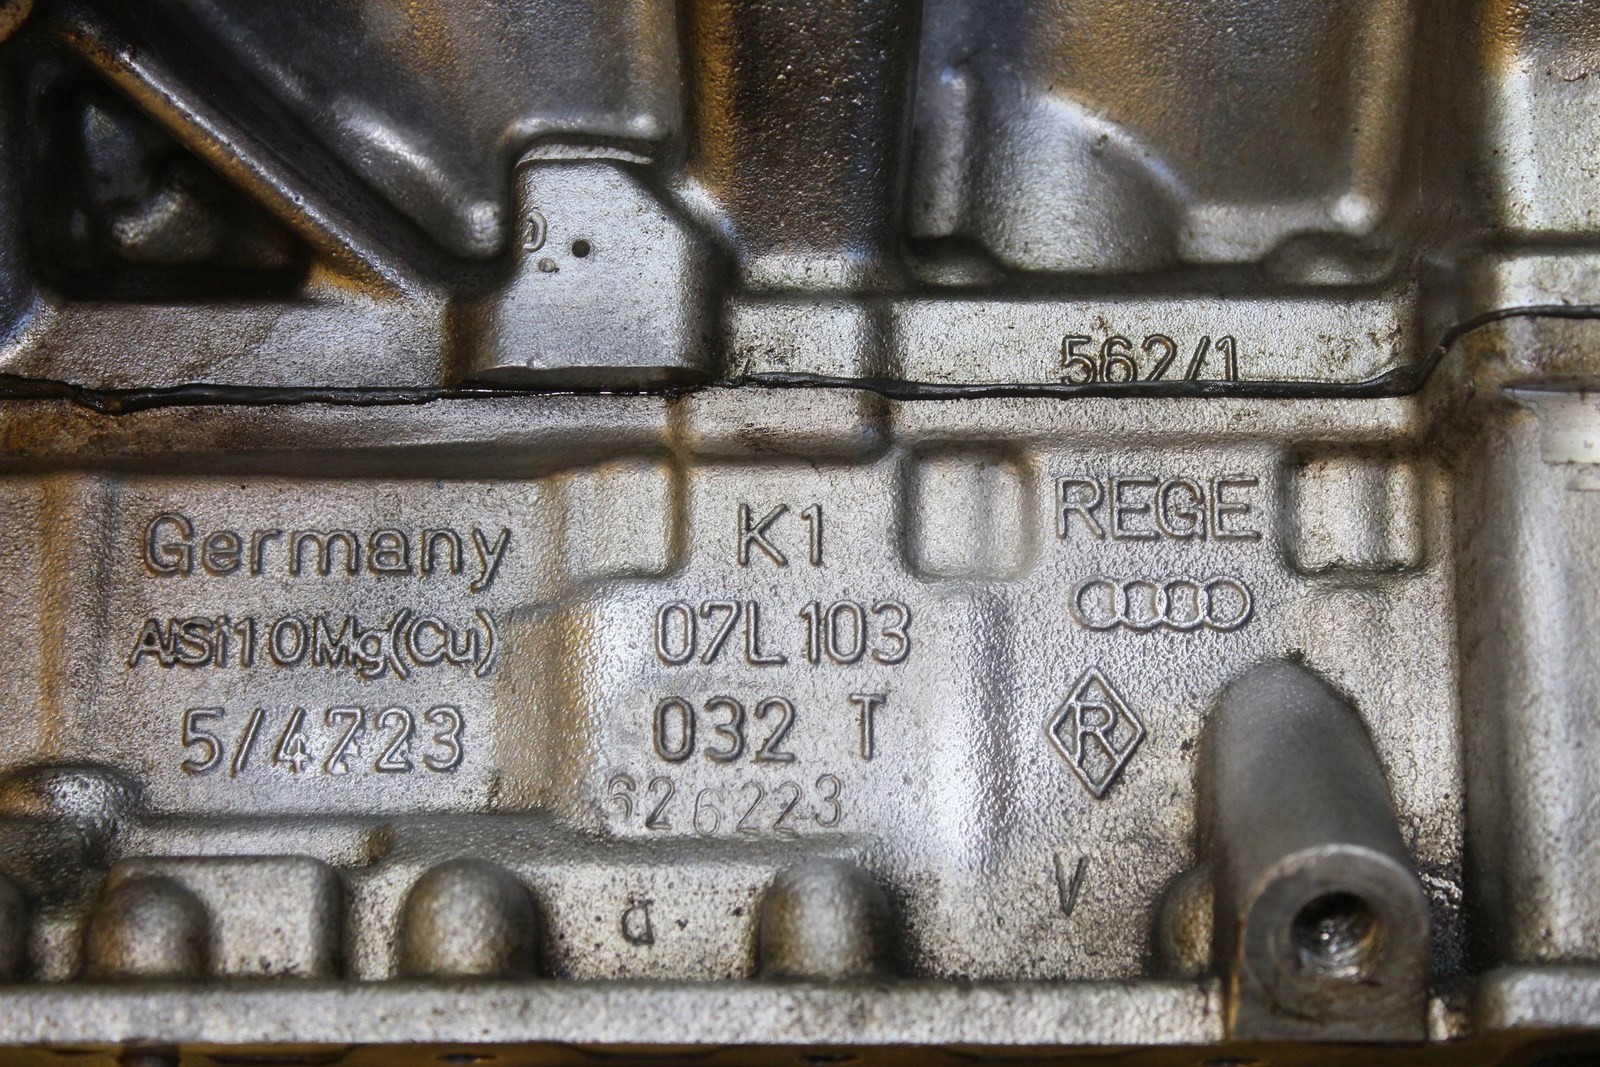 562/1
Germany
AlSi10Mg(Cu)
5/4723
K1
07L 103
032 T
626223
REGE
R
V